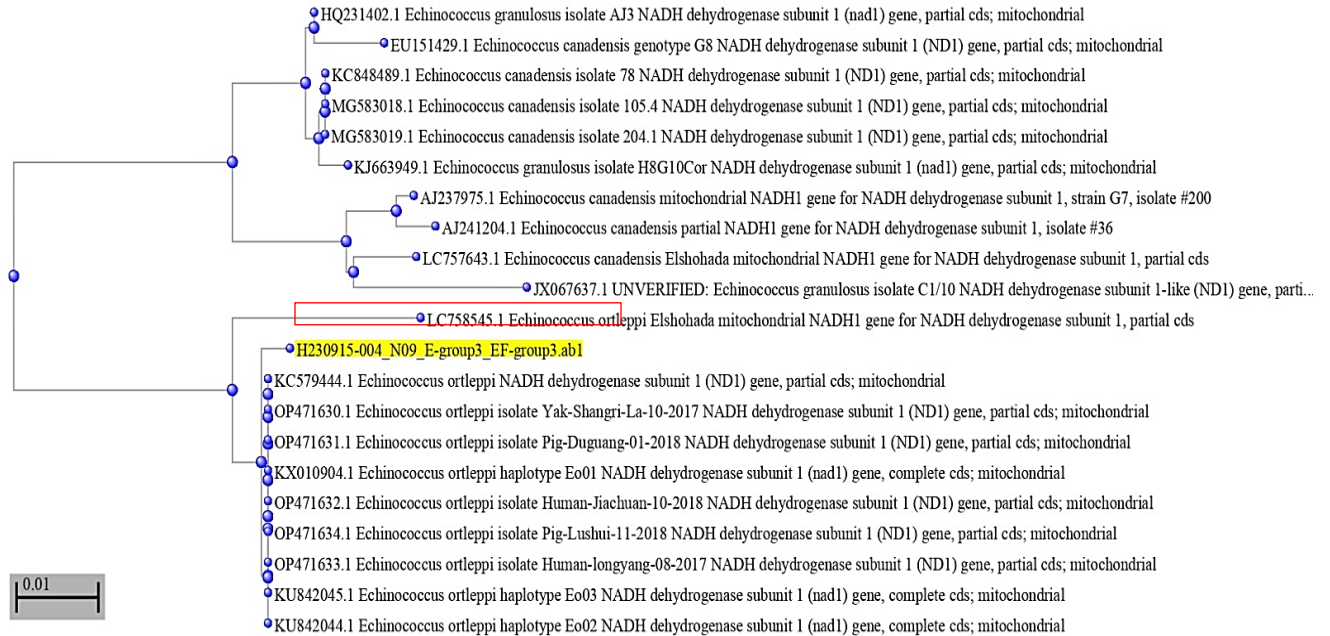 HQ231402.1 Echinococcus granulosus isolate AJ3 NADH dehydrogenase subunit 1 (nad1) gene, partial cds; mitochondrial
EU151429.1 Echinococcus canadensis genotype G8 NADH dehydrogenase subunit 1 (ND1) gene, partial cds; mitochondrial
KC848489.1 Echinococcus canadensis isolate 78 NADH dehydrogenase subunit 1 (ND1) gene, partial cds; mitochondrial
MG583018.1 Echinococcus canadensis isolate 105.4 NADH dehydrogenase subunit 1 (ND1) gene, partial cds; mitochondrial
MG583019.1 Echinococcus canadensis isolate 204.1 NADH dehydrogenase subunit 1 (ND1) gene, partial cds; mitochondrial
KJ663949.1 Echinococcus granulosus isolate H8G10Cor NADH dehydrogenase subunit 1 (nad1) gene, partial cds; mitochondrial
AJ237975.1 Echinococcus canadensis mitochondrial NADH1 gene for NADH dehydrogenase subunit 1, strain G7, isolate #200
AJ241204.1 Echinococcus canadensis partial NADH1 gene for NADH dehydrogenase subunit 1, isolate #36
LC757643.1 Echinococcus canadensis Elshohada mitochondrial NADH1 gene for NADH dehydrogenase subunit 1, partial cds
JX067637.1 UNVERIFIED: Echinococcus granulosus isolate C1/10 NADH dehydrogenase subunit 1-like (ND1) gene, parti...
LC758545.1 Echinococcus ortleppi Elshohada mitochondrial NADH1 gene for NADH dehydrogenase subunit 1, partial cds
H230915-004_N09_E-group3_EF-group3.ab1
KC579444.1 Echinococcus ortleppi NADH dehydrogenase subunit 1 (ND1) gene, partial cds; mitochondrial
OP471630.1 Echinococcus ortleppi isolate Yak-Shangri-La-10-2017 NADH dehydrogenase subunit 1 (ND1) gene, partial cds; mitochondrial
OP471631.1 Echinococcus ortleppi isolate Pig-Duguang-01-2018 NADH dehydrogenase subunit 1 (ND1) gene, partial cds; mitochondrial
KX010904.1 Echinococcus ortleppi haplotype Eo01 NADH dehydrogenase subunit 1 (nad1) gene, complete cds; mitochondrial
OP471632.1 Echinococcus ortleppi isolate Human-Jiachuan-10-2018 NADH dehydrogenase subunit 1 (ND1) gene, partial cds; mitochondrial
OP471634.1 Echinococcus ortleppi isolate Pig-Lushui-11-2018 NADH dehydrogenase subunit 1 (ND1) gene, partial cds; mitochondrial
OP471633.1 Echinococcus ortleppi isolate Human-longyang-08-2017 NADH dehydrogenase subunit 1 (ND1) gene, partial cds; mitochondrial
KU842045.1 Echinococcus ortleppi haplotype Eo03 NADH dehydrogenase subunit 1 (nad1) gene, complete cds; mitochondrial
KU842044.1 Echinococcus ortleppi haplotype Eo02 NADH dehydrogenase subunit 1 (nad1) gene, complete cds; mitochondrial
0.01